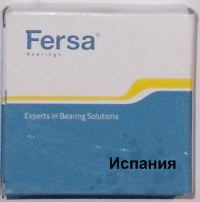 Fersa®
Bearings
Experts in Bearing Solutions
Испания